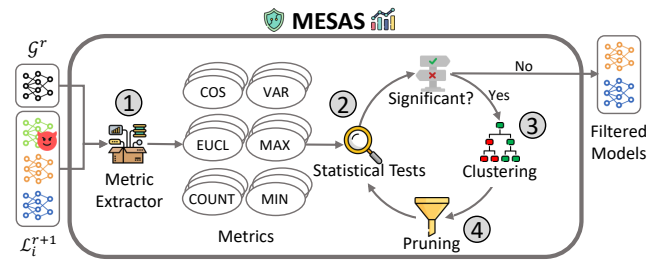 MESAS
𝒢^r
No
1
COS
VAR
2
Significant?
Yes
3
Filtered
Models
EUCL
MAX
Metric
Extractor
Statistical Tests
Clustering
COUNT
MIN
4
ℒ_i^{r+1}
Metrics
Pruning